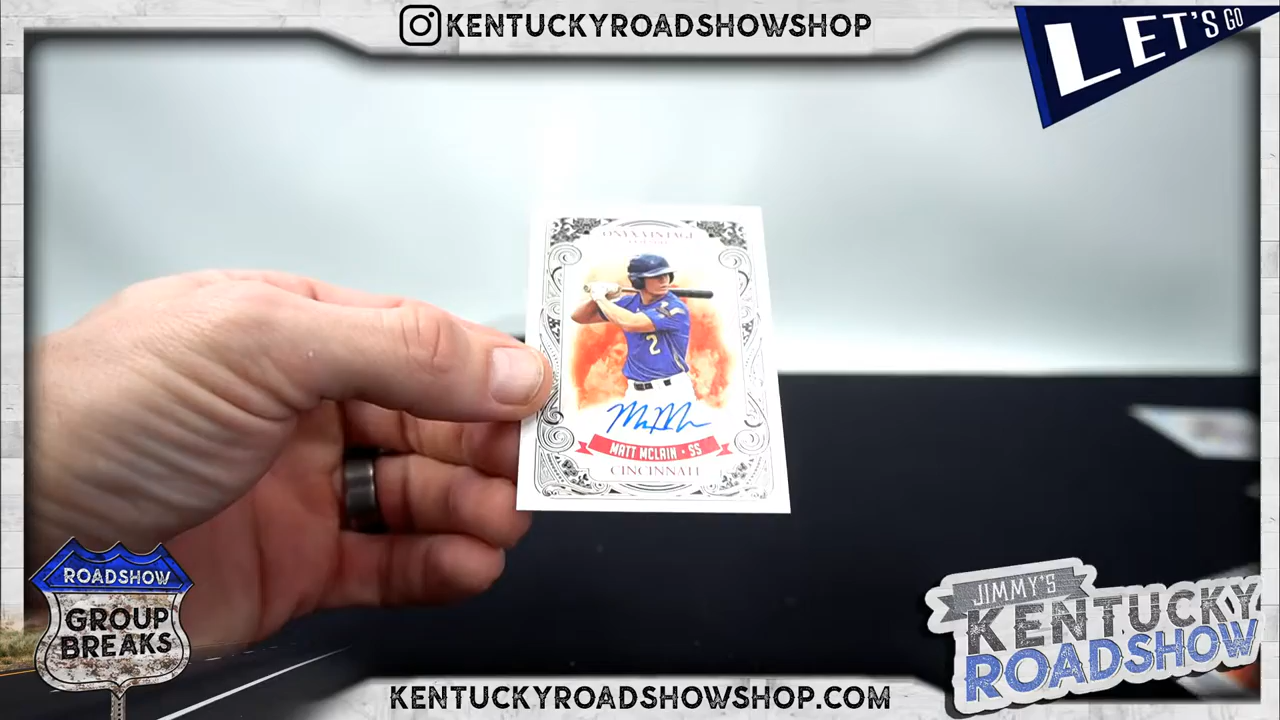 KENTUCKYROADSHOWSHOP
LET'S GO
ONYX VINTAGE
2
MATT MCLAIN • SS
CINCINNATI
ROADSHOW
GROUP
BREAKS
JIMMY'S
KENTUCKY
ROADSHOW
KENTUCKYROADSHOWSHOP.COM